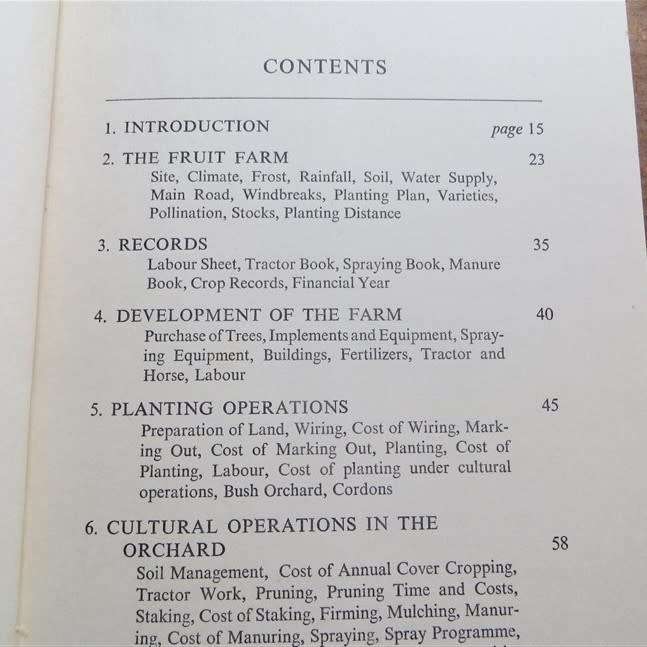 CONTENTS
1. INTRODUCTION page 15
2. THE FRUIT FARM 23
Site, Climate, Frost, Rainfall, Soil, Water Supply,
Main Road, Windbreaks, Planting Plan, Varieties,
Pollination, Stocks, Planting Distance
3. RECORDS 35
Labour Sheet, Tractor Book, Spraying Book, Manure
Book, Crop Records, Financial Year
4. DEVELOPMENT OF THE FARM 40
Purchase of Trees, Implements and Equipment, Spray-
ing Equipment, Buildings, Fertilizers, Tractor and
Horse, Labour
5. PLANTING OPERATIONS 45
Preparation of Land, Wiring, Cost of Wiring, Mark-
ing Out, Cost of Marking Out, Planting, Cost of
Planting, Labour, Cost of planting under cultural
operations, Bush Orchard, Cordons
6. CULTURAL OPERATIONS IN THE
ORCHARD 58
Soil Management, Cost of Annual Cover Cropping,
Tractor Work, Pruning, Pruning Time and Costs,
Staking, Cost of Staking, Firming, Mulching, Manur-
ing, Cost of Manuring, Spraying, Spray Programme,